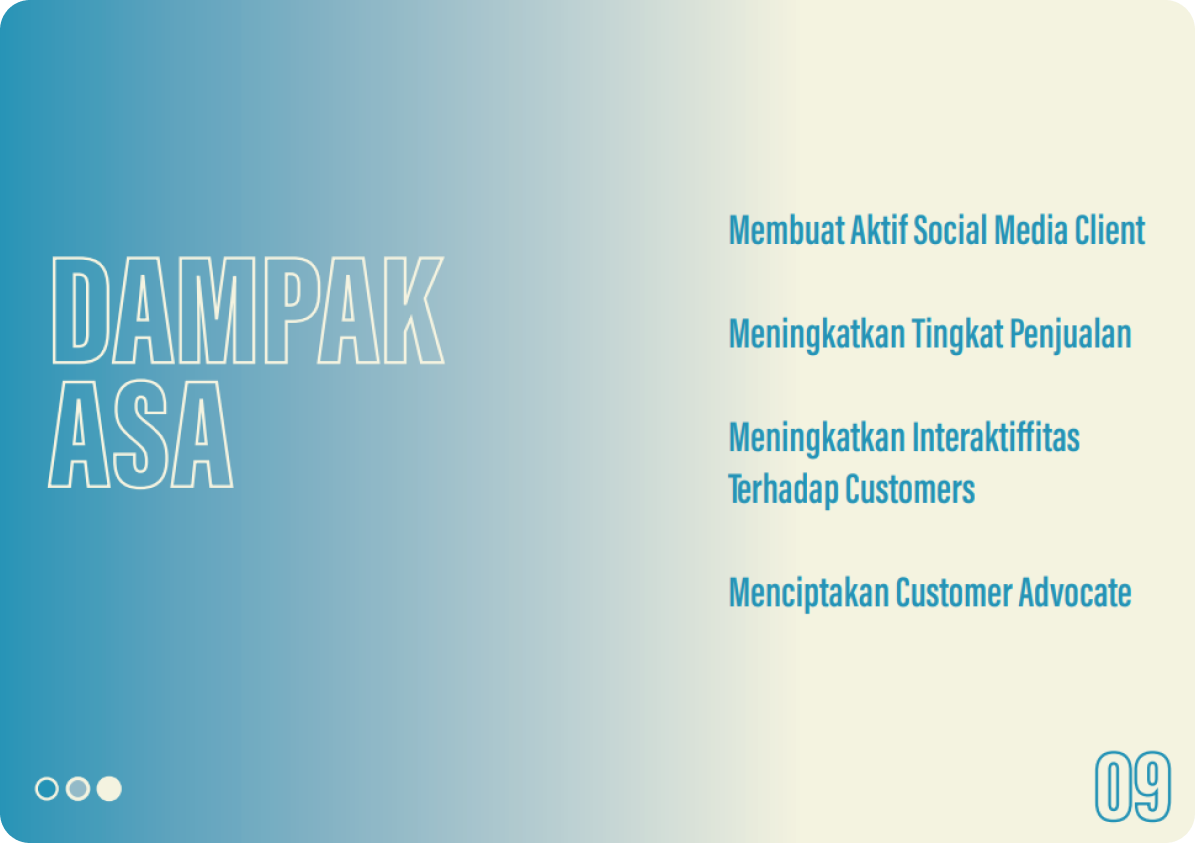 DAMPAK
ASA
Membuat Aktif Social Media Client
Meningkatkan Tingkat Penjualan
Meningkatkan Interaktiffitas
Terhadap Customers
Menciptakan Customer Advocate
09